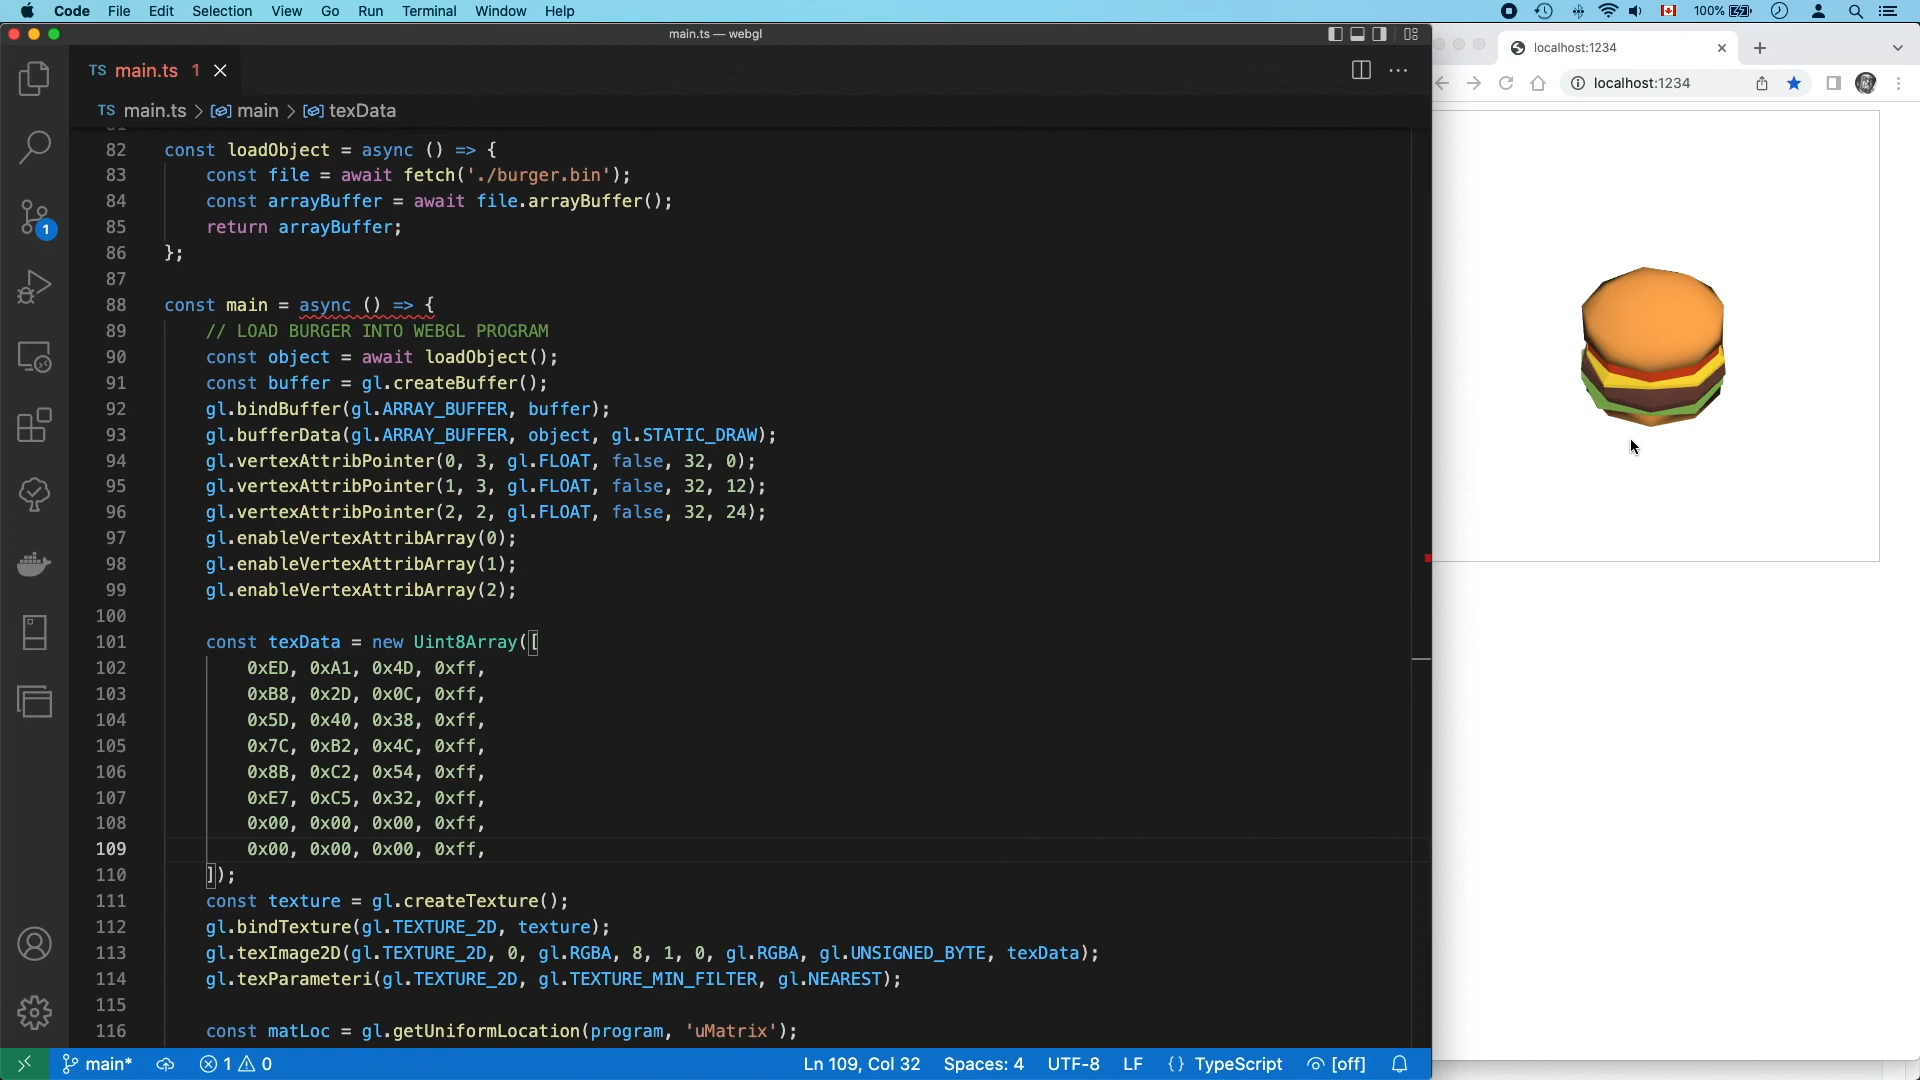 Code File Edit Selection View Go Run Terminal Window Help
100%
main.ts — webgl
localhost:1234
TS main.ts 1
localhost:1234
TS main.ts > main > texData
82 const loadObject = async () => {
83 const file = await fetch('./burger.bin');
84 const arrayBuffer = await file.arrayBuffer();
85 return arrayBuffer;
86 };
87
88 const main = async () => {
89 // LOAD BURGER INTO WEBGL PROGRAM
90 const object = await loadObject();
91 const buffer = gl.createBuffer();
92 gl.bindBuffer(gl.ARRAY_BUFFER, buffer);
93 gl.bufferData(gl.ARRAY_BUFFER, object, gl.STATIC_DRAW);
94 gl.vertexAttribPointer(0, 3, gl.FLOAT, false, 32, 0);
95 gl.vertexAttribPointer(1, 3, gl.FLOAT, false, 32, 12);
96 gl.vertexAttribPointer(2, 2, gl.FLOAT, false, 32, 24);
97 gl.enableVertexAttribArray(0);
98 gl.enableVertexAttribArray(1);
99 gl.enableVertexAttribArray(2);
100
101 const texData = new Uint8Array([
102 0xED, 0xA1, 0x4D, 0xff,
103 0xB8, 0x2D, 0x0C, 0xff,
104 0x5D, 0x40, 0x38, 0xff,
105 0x7C, 0xB2, 0x4C, 0xff,
106 0x8B, 0xC2, 0x54, 0xff,
107 0xE7, 0xC5, 0x32, 0xff,
108 0x00, 0x00, 0x00, 0xff,
109 0x00, 0x00, 0x00, 0xff,
110 ]);
111 const texture = gl.createTexture();
112 gl.bindTexture(gl.TEXTURE_2D, texture);
113 gl.texImage2D(gl.TEXTURE_2D, 0, gl.RGBA, 8, 1, 0, gl.RGBA, gl.UNSIGNED_BYTE, texData);
114 gl.texParameteri(gl.TEXTURE_2D, gl.TEXTURE_MIN_FILTER, gl.NEAREST);
115
116 const matLoc = gl.getUniformLocation(program, 'uMatrix');
1
main* 1 0 Ln 109, Col 32 Spaces: 4 UTF-8 LF {} TypeScript [off]